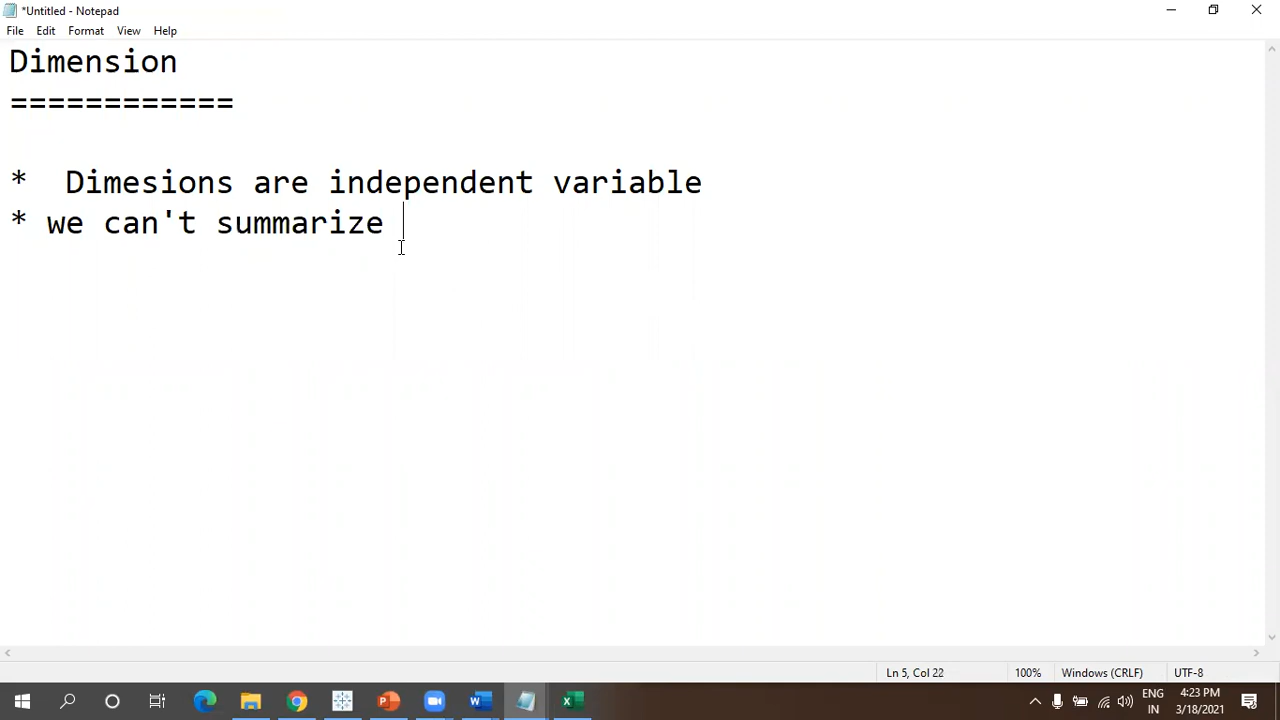 *Untitled - Notepad
File Edit Format View Help
Dimension
============
* Dimesions are independent variable
* we can't summarize
Ln 5, Col 22 100% Windows (CRLF) UTF-8
ENG 4:23 PM
IN 3/18/2021